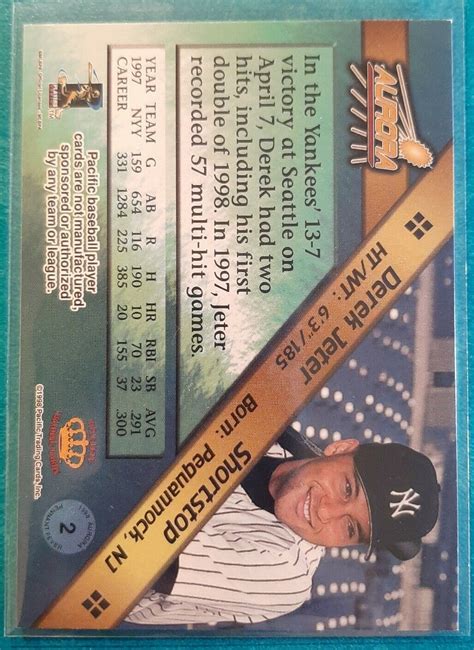 AURORA
Derek Jeter
HT/WT: 6'3"/185
Shortstop
Born: Pequannock, NJ
In the Yankees' 13-7
victory at Seattle on
April 7, Derek had two
hits, including his first
double of 1998. In 1997, Jeter
recorded 57 multi-hit games.
YEAR TEAM G AB R H HR RBI SB AVG
1997 NYY 159 654 116 190 10 70 23 291
CAREER 331 1284 225 385 20 155 37 300
Pacific baseball player
cards are not manufactured,
sponsored or authorized
by any team or league.
©1998 Pacific Trading Cards, Inc.
1998 AURORA
2
PENNANT FEVER